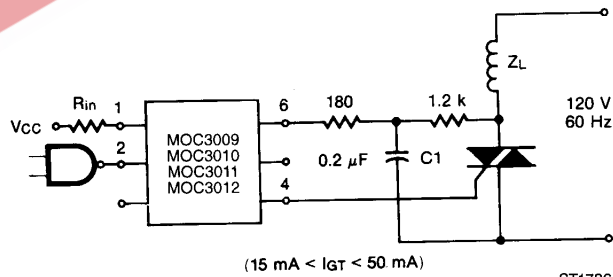 ZL
120 V
60 Hz
Rin
1
6
180
1.2 k
VCC
MOC3009
MOC3010
MOC3011
MOC3012
2
0.2 μF
C1
4
(15 mA < IGT < 50 mA)